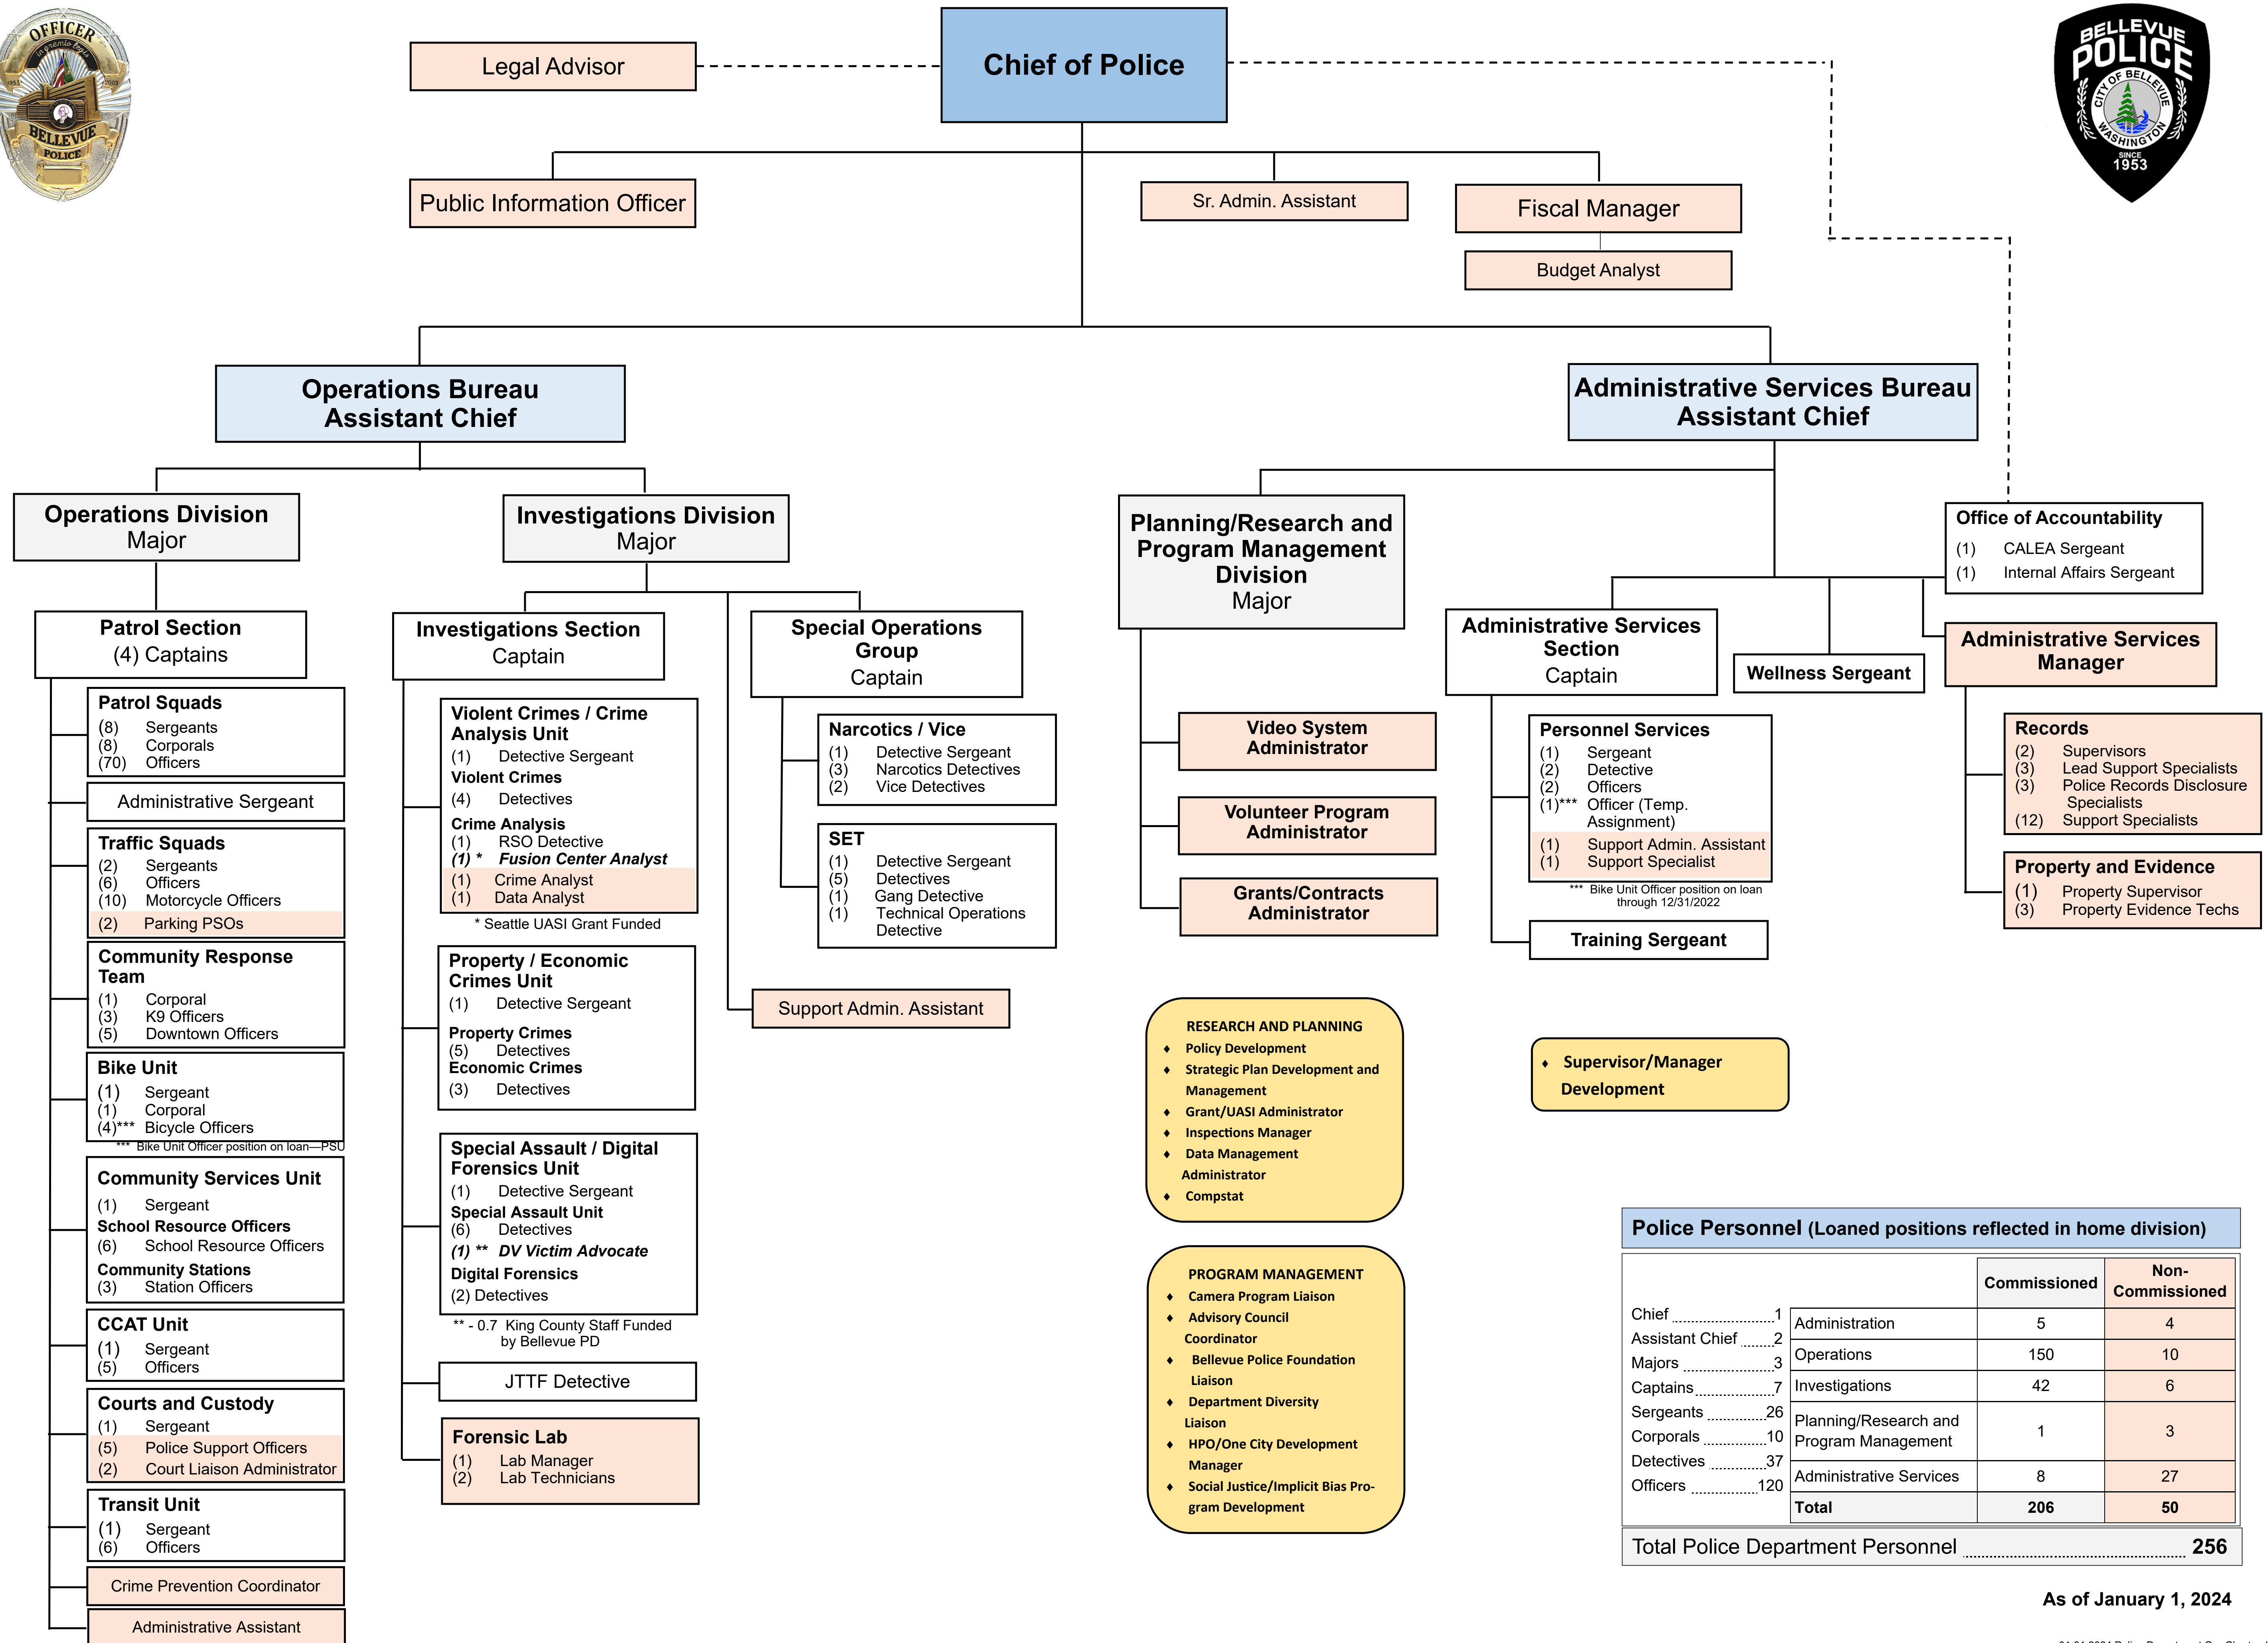 OFFICER
in gremio legis
1953
2003
BELLEVUE
POLICE
Legal Advisor
Chief of Police
BELLEVUE
POLICE
CITY OF BELLEVUE
WASHINGTON
SINCE
1953
Public Information Officer
Sr. Admin. Assistant
Fiscal Manager
Budget Analyst
Operations Bureau
Assistant Chief
Administrative Services Bureau
Assistant Chief
Operations Division
Major
Investigations Division
Major
Planning/Research and
Program Management
Division
Major
Office of Accountability
(1) CALEA Sergeant
(1) Internal Affairs Sergeant
Patrol Section
(4) Captains
Patrol Squads
(8) Sergeants
(8) Corporals
(70) Officers
Administrative Sergeant
Traffic Squads
(2) Sergeants
(6) Officers
(10) Motorcycle Officers
(2) Parking PSOs
Community Response
Team
(1) Corporal
(3) K9 Officers
(5) Downtown Officers
Bike Unit
(1) Sergeant
(1) Corporal
(4)*** Bicycle Officers
*** Bike Unit Officer position on loan—PSU
Community Services Unit
(1) Sergeant
School Resource Officers
(6) School Resource Officers
Community Stations
(3) Station Officers
CCAT Unit
(1) Sergeant
(5) Officers
Courts and Custody
(1) Sergeant
(5) Police Support Officers
(2) Court Liaison Administrator
Transit Unit
(1) Sergeant
(6) Officers
Crime Prevention Coordinator
Administrative Assistant
Investigations Section
Captain
Violent Crimes / Crime
Analysis Unit
(1) Detective Sergeant
Violent Crimes
(4) Detectives
Crime Analysis
(1) RSO Detective
(1) * Fusion Center Analyst
(1) Crime Analyst
(1) Data Analyst
* Seattle UASI Grant Funded
Property / Economic
Crimes Unit
(1) Detective Sergeant
Property Crimes
(5) Detectives
Economic Crimes
(3) Detectives
Special Assault / Digital
Forensics Unit
(1) Detective Sergeant
Special Assault Unit
(6) Detectives
(1) ** DV Victim Advocate
Digital Forensics
(2) Detectives
** - 0.7 King County Staff Funded
by Bellevue PD
JTTF Detective
Forensic Lab
(1) Lab Manager
(2) Lab Technicians
Special Operations
Group
Captain
Narcotics / Vice
(1) Detective Sergeant
(3) Narcotics Detectives
(2) Vice Detectives
SET
(1) Detective Sergeant
(5) Detectives
(1) Gang Detective
(1) Technical Operations
Detective
Support Admin. Assistant
Video System
Administrator
Volunteer Program
Administrator
Grants/Contracts
Administrator
RESEARCH AND PLANNING
♦ Policy Development
♦ Strategic Plan Development and
Management
♦ Grant/UASI Administrator
♦ Inspections Manager
♦ Data Management
Administrator
♦ Compstat
PROGRAM MANAGEMENT
♦ Camera Program Liaison
♦ Advisory Council
Coordinator
♦ Bellevue Police Foundation
Liaison
♦ Department Diversity
Liaison
♦ HPO/One City Development
Manager
♦ Social Justice/Implicit Bias Pro-
gram Development
Administrative Services
Section
Captain
Wellness Sergeant
Administrative Services
Manager
Personnel Services
(1) Sergeant
(2) Detective
(2) Officers
(1)*** Officer (Temp.
Assignment)
(1) Support Admin. Assistant
(1) Support Specialist
*** Bike Unit Officer position on loan
through 12/31/2022
Training Sergeant
♦ Supervisor/Manager
Development
Records
(2) Supervisors
(3) Lead Support Specialists
(3) Police Records Disclosure
Specialists
(12) Support Specialists
Property and Evidence
(1) Property Supervisor
(3) Property Evidence Techs
Police Personnel (Loaned positions reflected in home division)
Chief 1
Assistant Chief 2
Majors 3
Captains 7
Sergeants 26
Corporals 10
Detectives 37
Officers 120
Commissioned Non-
Commissioned
Administration 5 4
Operations 150 10
Investigations 42 6
Planning/Research and
Program Management 1 3
Administrative Services 8 27
Total 206 50
Total Police Department Personnel 256
As of January 1, 2024